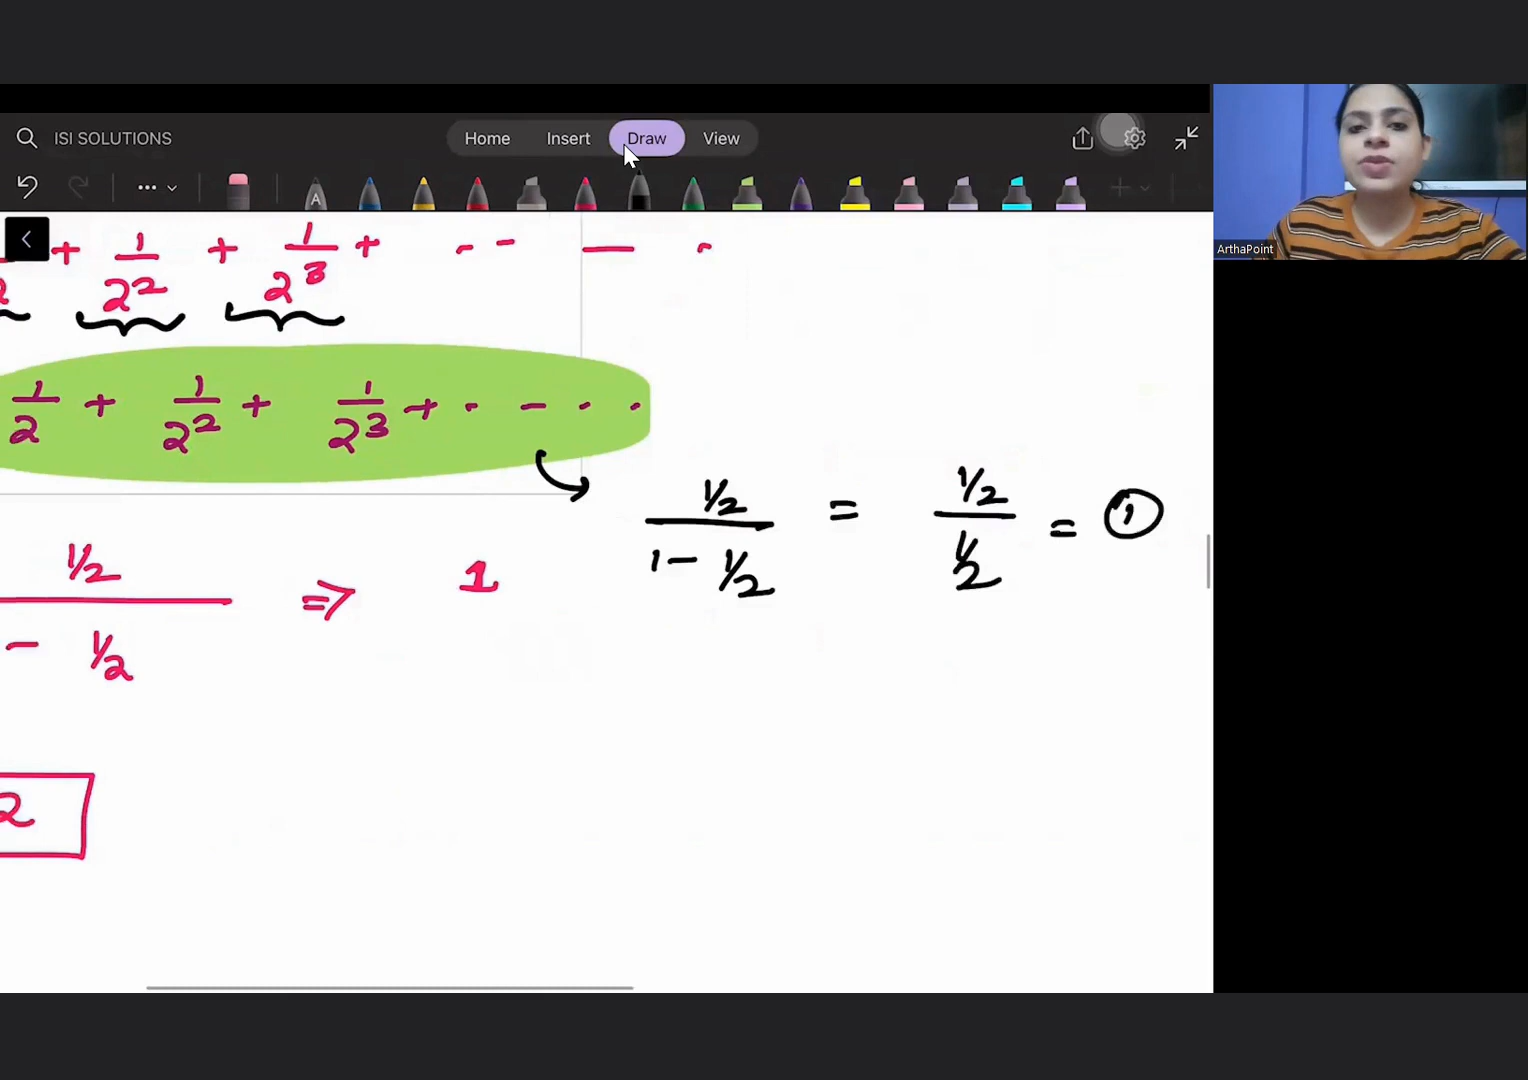 ISI SOLUTIONS
Home Insert Draw View
A
ArthaPoint
+ 1/2² + 1/2³ + -- — .
1/2 + 1/2² + 1/2³ + . - . .
½ / 1 - ½ = ½ / ½ = 1
½ / - ½ ⇒ 1
2